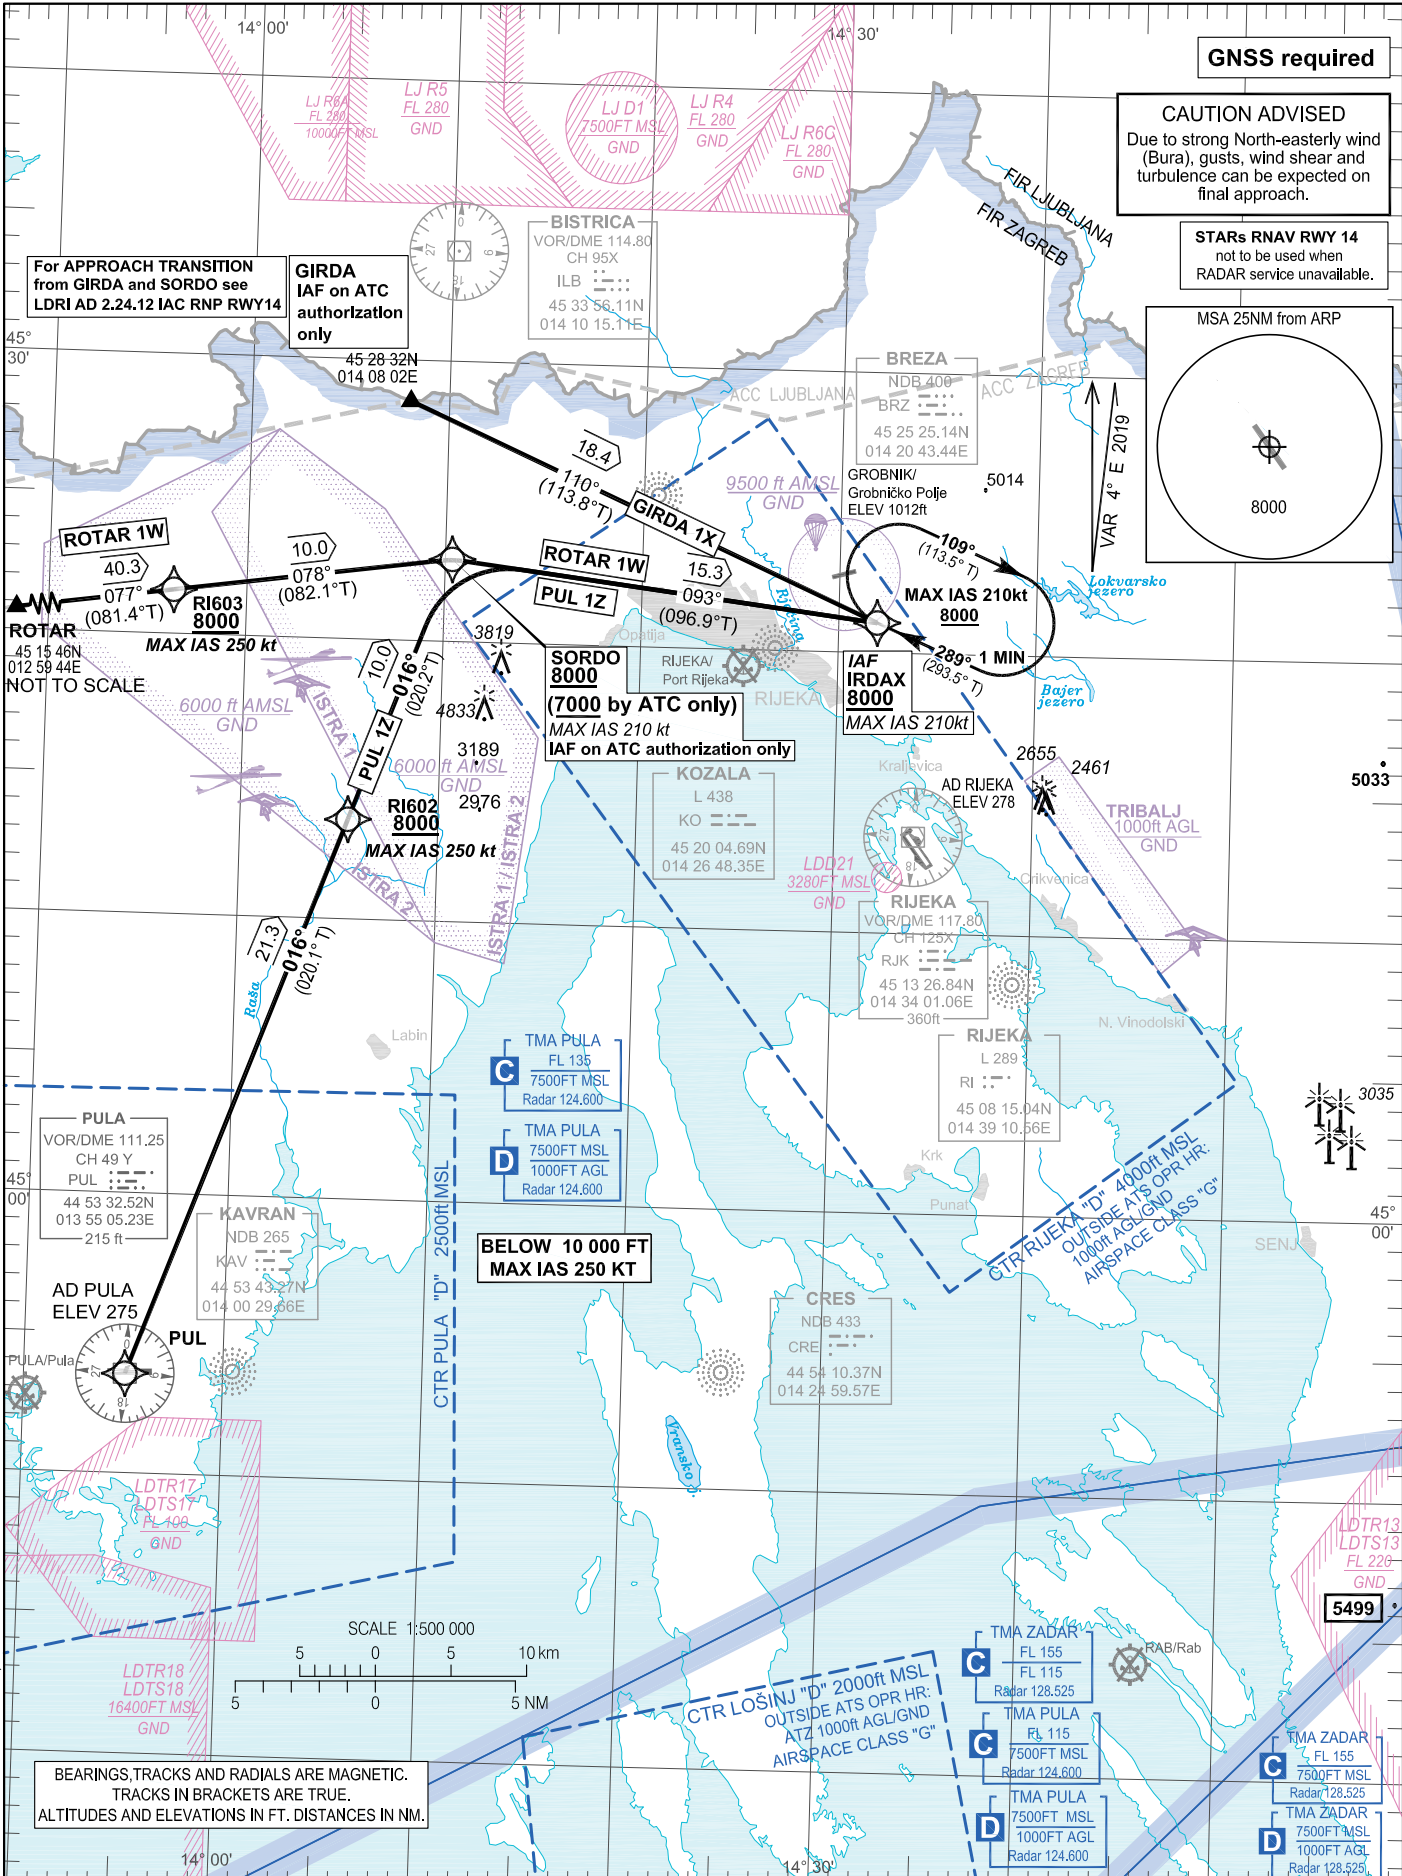 14° 00'
14° 30'
GNSS required
CAUTION ADVISED
Due to strong North-easterly wind
(Bura), gusts, wind shear and
turbulence can be expected on
final approach.
STARs RNAV RWY 14
not to be used when
RADAR service unavailable.
MSA 25NM from ARP
8000
LJ R6A
FL 280
10000FT MSL
LJ R5
FL 280
GND
LJ D1
7500FT MSL
GND
LJ R4
FL 280
GND
LJ R6C
FL 280
GND
FIR LJUBLJANA
FIR ZAGREB
BISTRICA
VOR/DME 114.80
CH 95X
ILB
45 33 56.11N
014 10 15.11E
For APPROACH TRANSITION
from GIRDA and SORDO see
LDRI AD 2.24.12 IAC RNP RWY14
GIRDA
IAF on ATC
authorization
only
45 28 32N
014 08 02E
45°
30'
BREZA
NDB 400
BRZ
45 25 25.14N
014 20 43.44E
ACC LJUBLJANA
ACC ZAGREB
VAR 4° E 2019
18.4
110°
(113.8°T)
GIRDA 1X
9500 ft AMSL
GND
GROBNIK/
Grobničko Polje
ELEV 1012ft
5014
ROTAR 1W
40.3
077°
(081.4°T)
10.0
078°
(082.1°T)
ROTAR 1W
PUL 1Z
15.3
093°
(096.9°T)
109°
(113.5° T)
MAX IAS 210kt
8000
289° 1 MIN
(293.5° T)
Lokvarsko
jezero
Bajer
jezero
ROTAR
45 15 46N
012 59 44E
NOT TO SCALE
RI603
8000
MAX IAS 250 kt
Opatija
Rječina
RIJEKA/
Port Rijeka
RIJEKA
SORDO
8000
(7000 by ATC only)
MAX IAS 210 kt
IAF on ATC authorization only
IAF
IRDAX
8000
MAX IAS 210kt
3819
4833
3189
2976
10.0
016°
(020.2°T)
PUL 1Z
6000 ft AMSL
GND
ISTRA 1
6000 ft AMSL
GND
ISTRA 2
ISTRA 1 / ISTRA 2
RI602
8000
MAX IAS 250 kt
KOZALA
L 438
KO
45 20 04.69N
014 26 48.35E
Kraljevica
AD RIJEKA
ELEV 278
2655
2461
5033
TRIBALJ
1000ft AGL
GND
Crikvenica
LDD21
3280FT MSL
GND
RIJEKA
VOR/DME 117.80
CH 125X
RJK
45 13 26.84N
014 34 01.06E
360ft
21.3
016°
(020.1° T)
Raša
Labin
N. Vinodolski
RIJEKA
L 289
RI
45 08 15.04N
014 39 10.56E
TMA PULA
C
FL 135
7500FT MSL
Radar 124.600
TMA PULA
D
7500FT MSL
1000FT AGL
Radar 124.600
3035
PULA
VOR/DME 111.25
CH 49 Y
PUL
44 53 32.52N
013 55 05.23E
215 ft
45°
00'
Krk
Punat
CTR RIJEKA "D" 4000ft MSL
OUTSIDE ATS OPR HR:
1000ft AGL/GND
AIRSPACE CLASS "G"
45°
00'
SENJ
KAVRAN
NDB 265
KAV
44 53 43.27N
014 00 29.66E
CTR PULA "D" 2500ft MSL
BELOW 10 000 FT
MAX IAS 250 KT
AD PULA
ELEV 275
PUL
PULA/Pula
CRES
NDB 433
CRE
44 54 10.37N
014 24 59.57E
Vransko J.
LDTR17
LDTS17
FL 100
GND
LDTR13
LDTS13
FL 220
GND
5499
SCALE 1:500 000
5 0 5 10 km
5 0 5 NM
LDTR18
LDTS18
16400FT MSL
GND
CTR LOŠINJ "D" 2000ft MSL
OUTSIDE ATS OPR HR:
ATZ 1000ft AGL/GND
AIRSPACE CLASS "G"
TMA ZADAR
C
FL 155
FL 115
Radar 128.525
RAB/Rab
TMA PULA
C
FL 115
7500FT MSL
Radar 124.600
TMA PULA
D
7500FT MSL
1000FT AGL
Radar 124.600
TMA ZADAR
C
FL 155
7500FT MSL
Radar 128.525
TMA ZADAR
D
7500FT MSL
1000FT AGL
Radar 128.525
BEARINGS,TRACKS AND RADIALS ARE MAGNETIC.
TRACKS IN BRACKETS ARE TRUE.
ALTITUDES AND ELEVATIONS IN FT. DISTANCES IN NM.
14° 00'
14° 30'